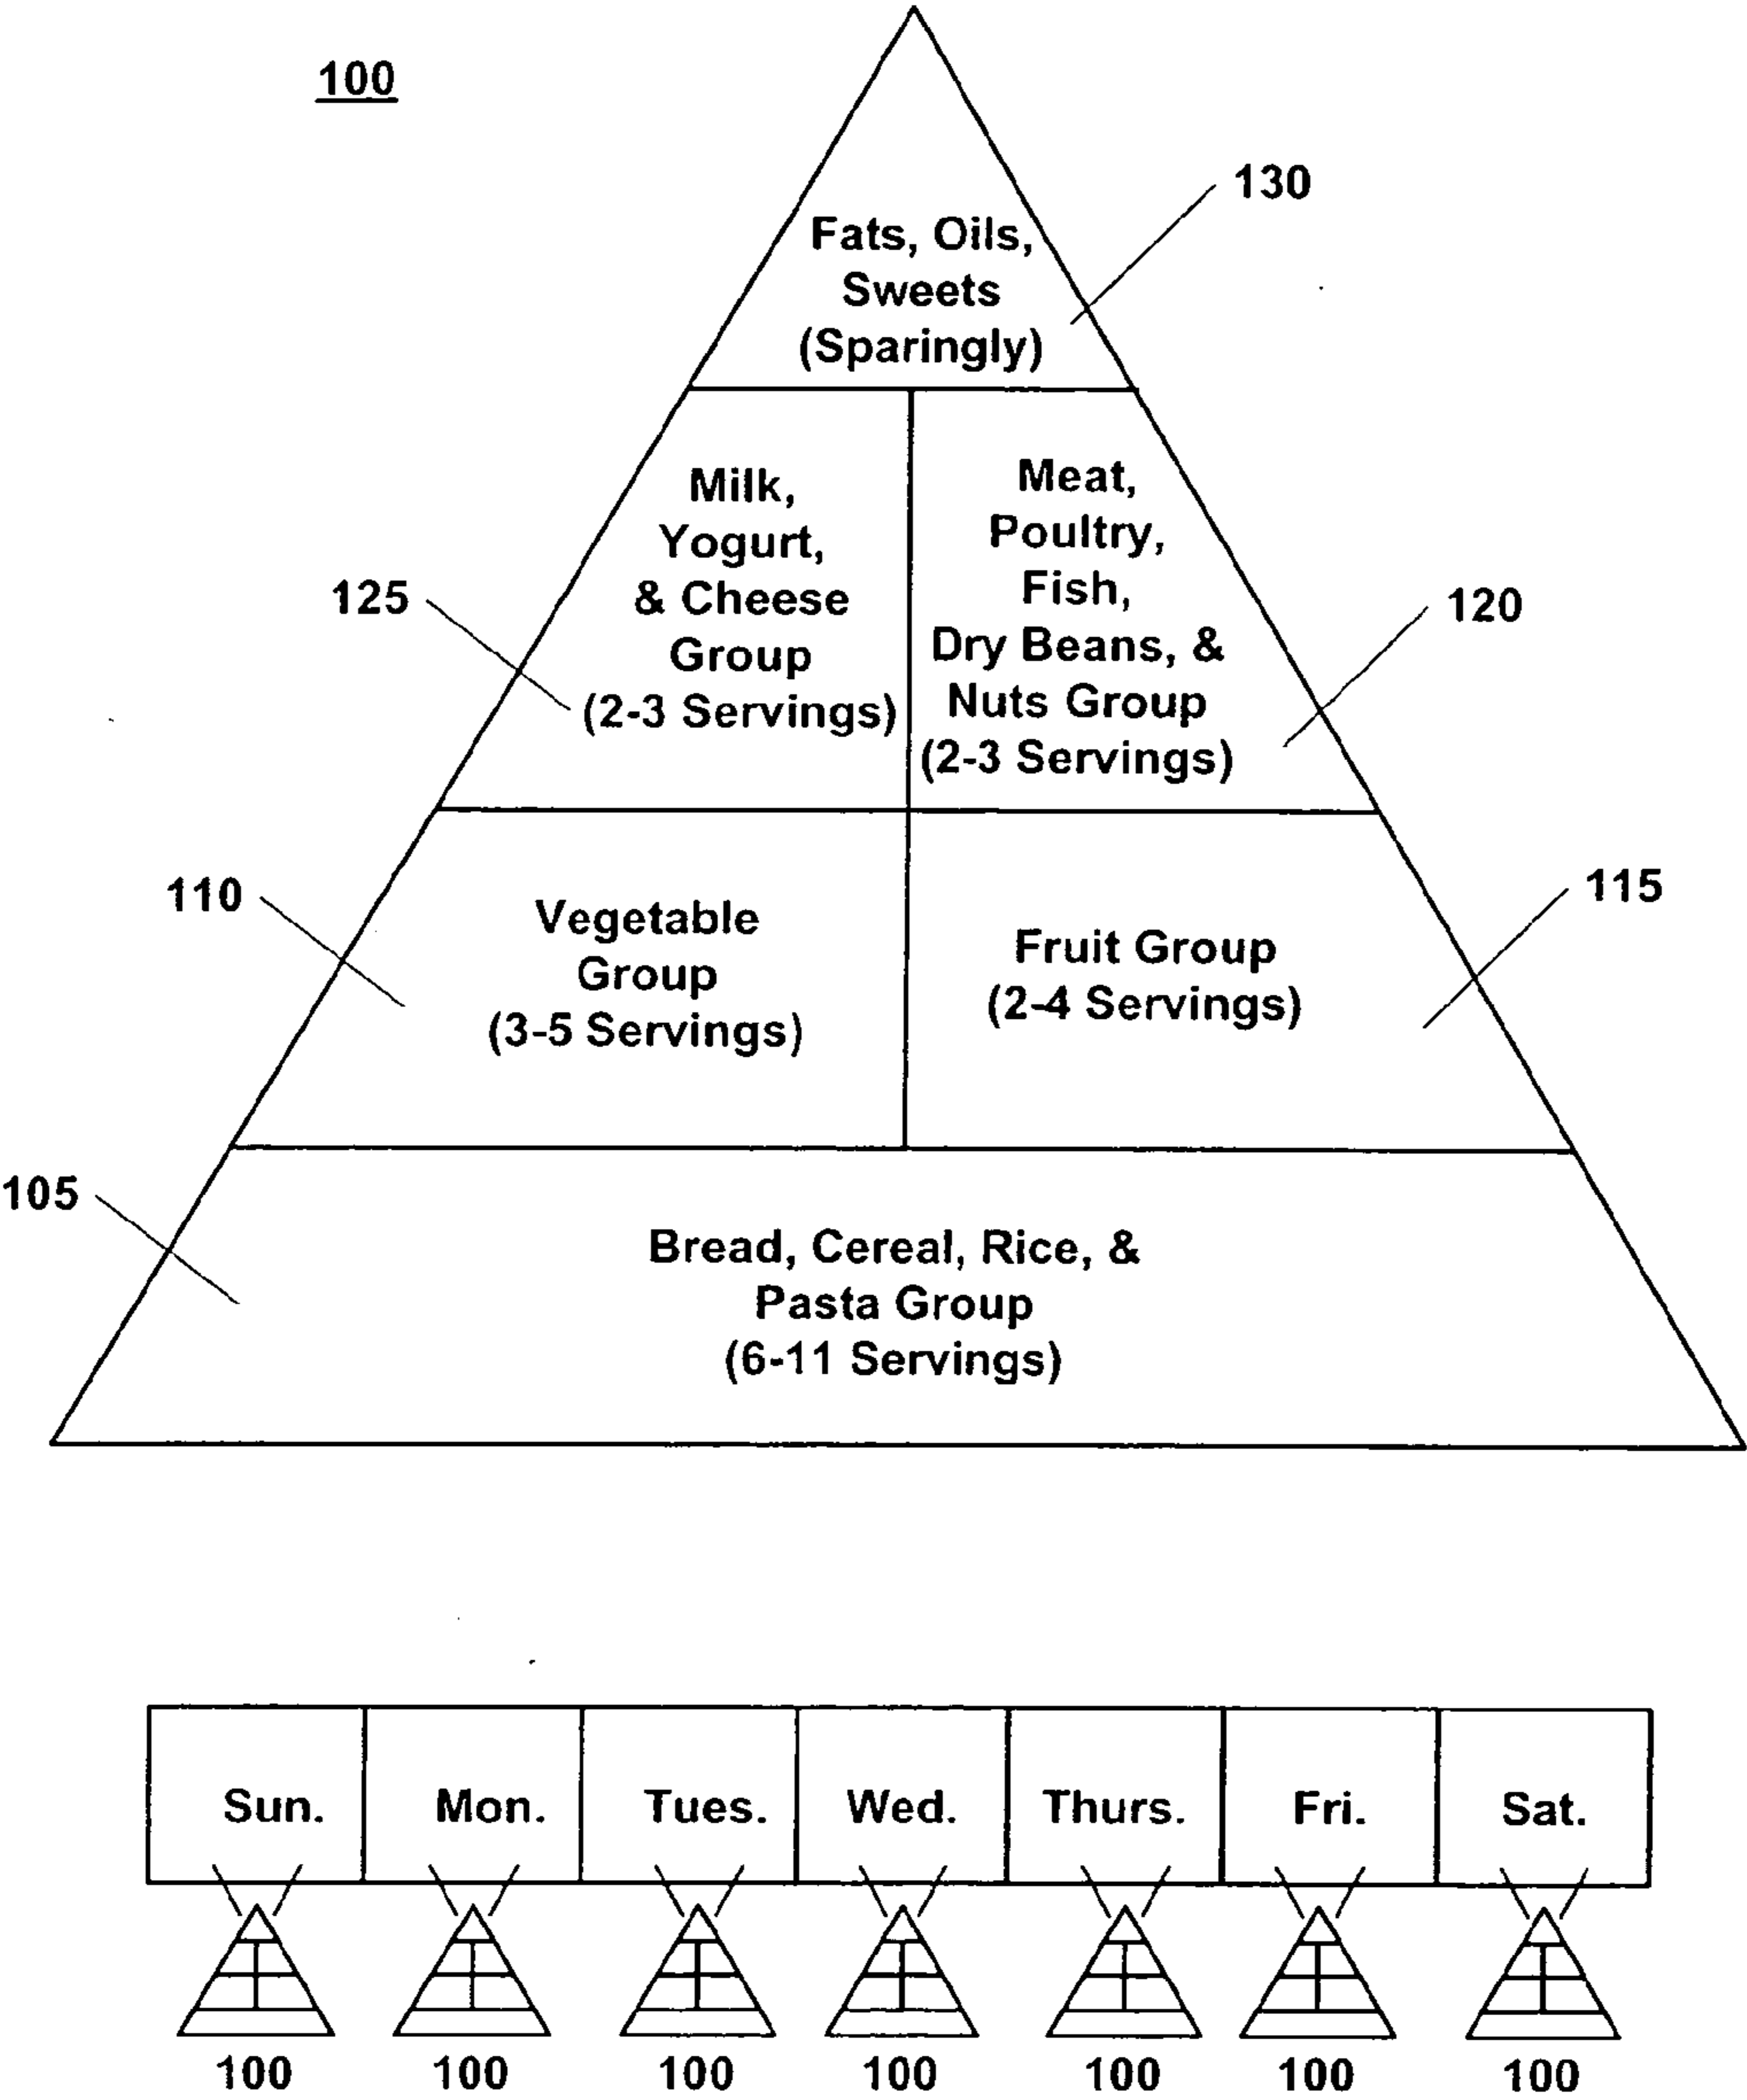 100
130
Fats, Oils,
Sweets
(Sparingly)
125
Milk,
Yogurt,
& Cheese
Group
(2-3 Servings)
Meat,
Poultry,
Fish,
Dry Beans, &
Nuts Group
(2-3 Servings)
120
110
Vegetable
Group
(3-5 Servings)
Fruit Group
(2-4 Servings)
115
105
Bread, Cereal, Rice, &
Pasta Group
(6-11 Servings)
Sun. Mon. Tues. Wed. Thurs. Fri. Sat.
100 100 100 100 100 100 100